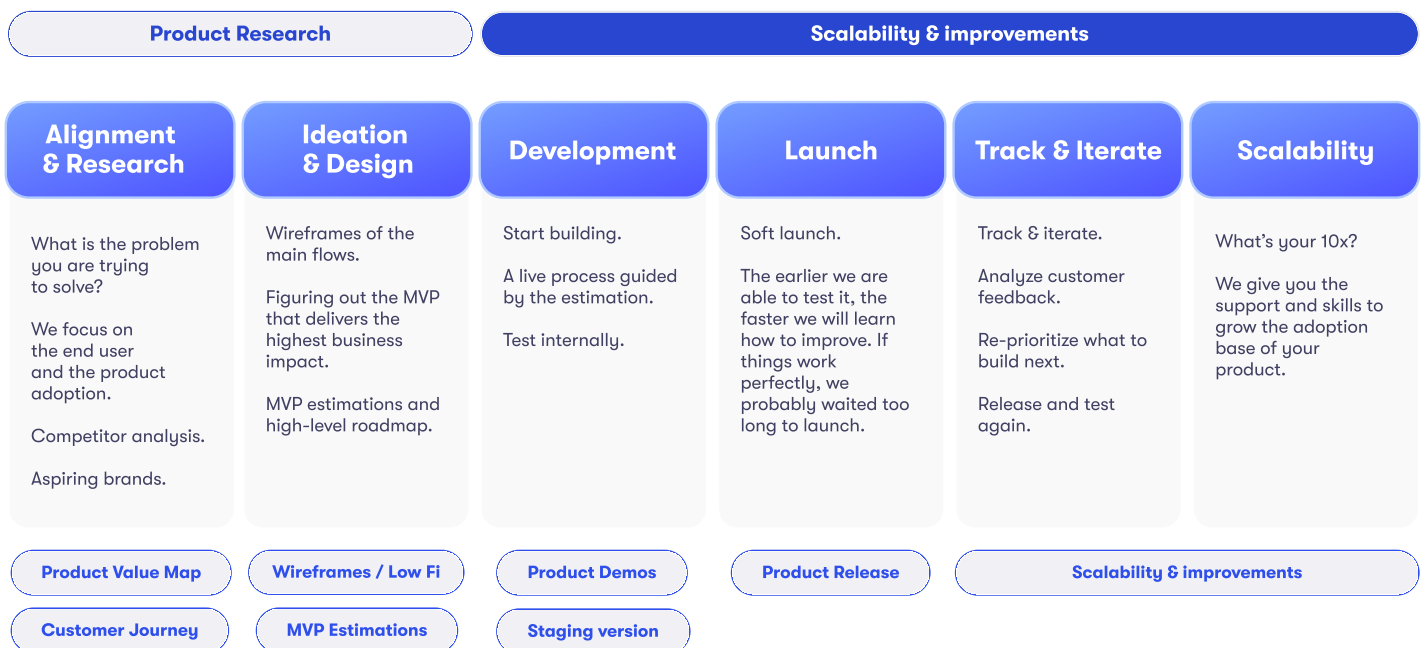 Product Research
Scalability & improvements
Alignment
& Research
Ideation
& Design
Development
Launch
Track & Iterate
Scalability
What is the problem
you are trying
to solve?
We focus on
the end user
and the product
adoption.
Competitor analysis.
Aspiring brands.
Wireframes of the
main flows.
Figuring out the MVP
that delivers the
highest business
impact.
MVP estimations and
high-level roadmap.
Start building.
A live process guided
by the estimation.
Test internally.
Soft launch.
The earlier we are
able to test it, the
faster we will learn
how to improve. If
things work
perfectly, we
probably waited too
long to launch.
Track & iterate.
Analyze customer
feedback.
Re-prioritize what to
build next.
Release and test
again.
What’s your 10x?
We give you the
support and skills to
grow the adoption
base of your
product.
Product Value Map
Wireframes / Low Fi
Product Demos
Product Release
Scalability & improvements
Customer Journey
MVP Estimations
Staging version